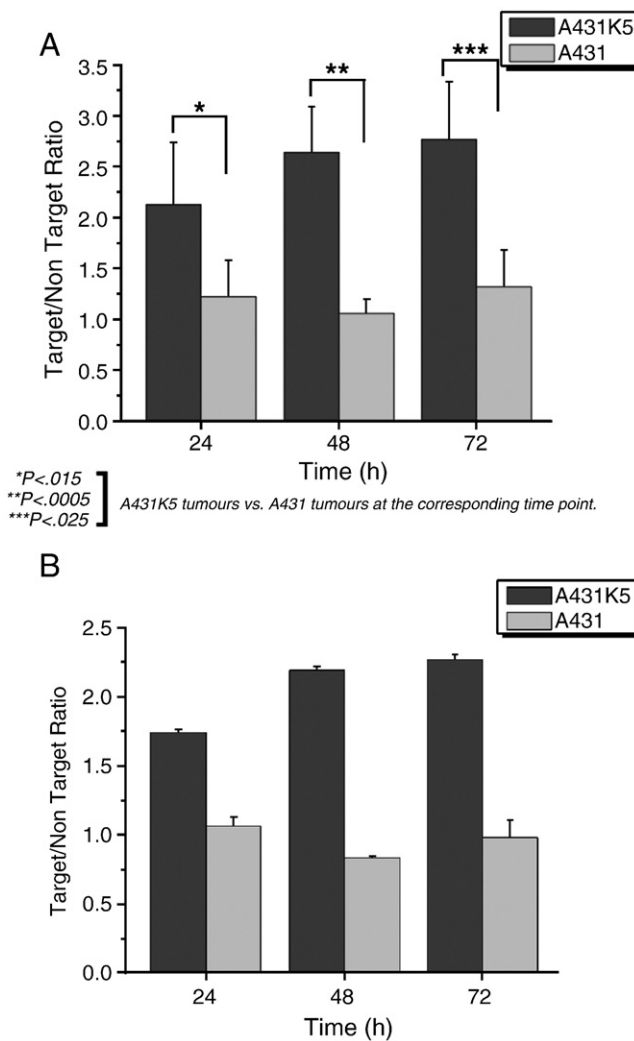 A
A431K5
A431
Target/Non Target Ratio
3.5
3.0
2.5
2.0
1.5
1.0
0.5
0.0
*
**
***
24 48 72
Time (h)
*P<.015
**P<.0005
***P<.025
A431K5 tumours vs. A431 tumours at the corresponding time point.
B
A431K5
A431
Target/Non Target Ratio
2.5
2.0
1.5
1.0
0.5
0.0
24 48 72
Time (h)